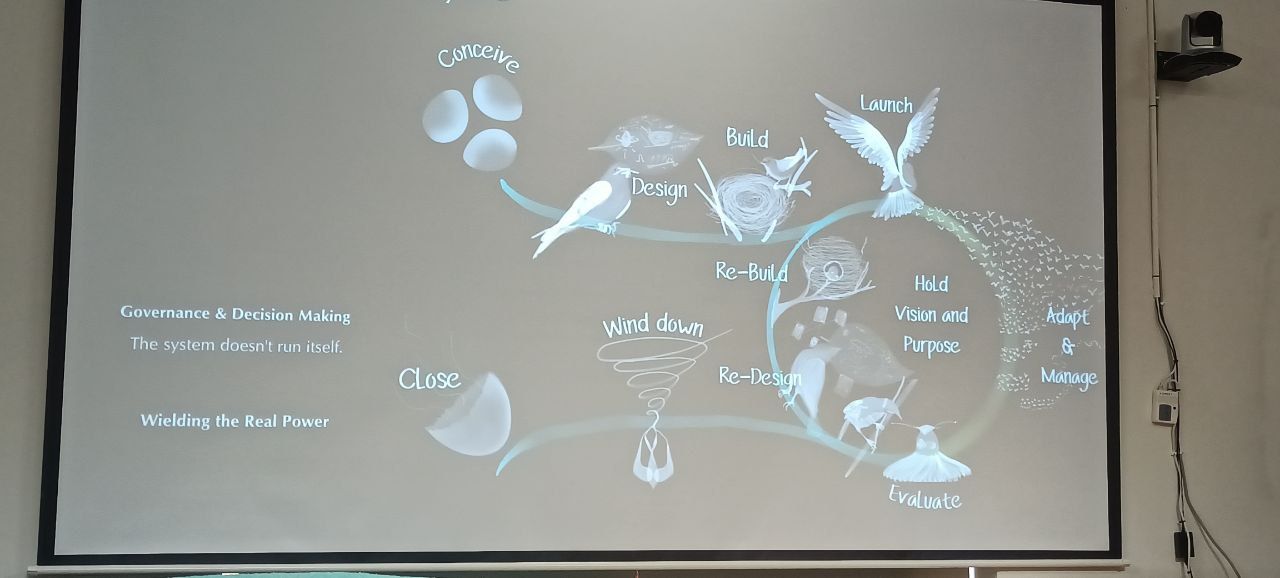 Conceive
Design
Build
Launch
Re-Build
Hold
Vision and
Purpose
Adapt
&
Manage
Governance & Decision Making
The system doesn't run itself.
Wind down
Close
Re-Design
Wielding the Real Power
Evaluate